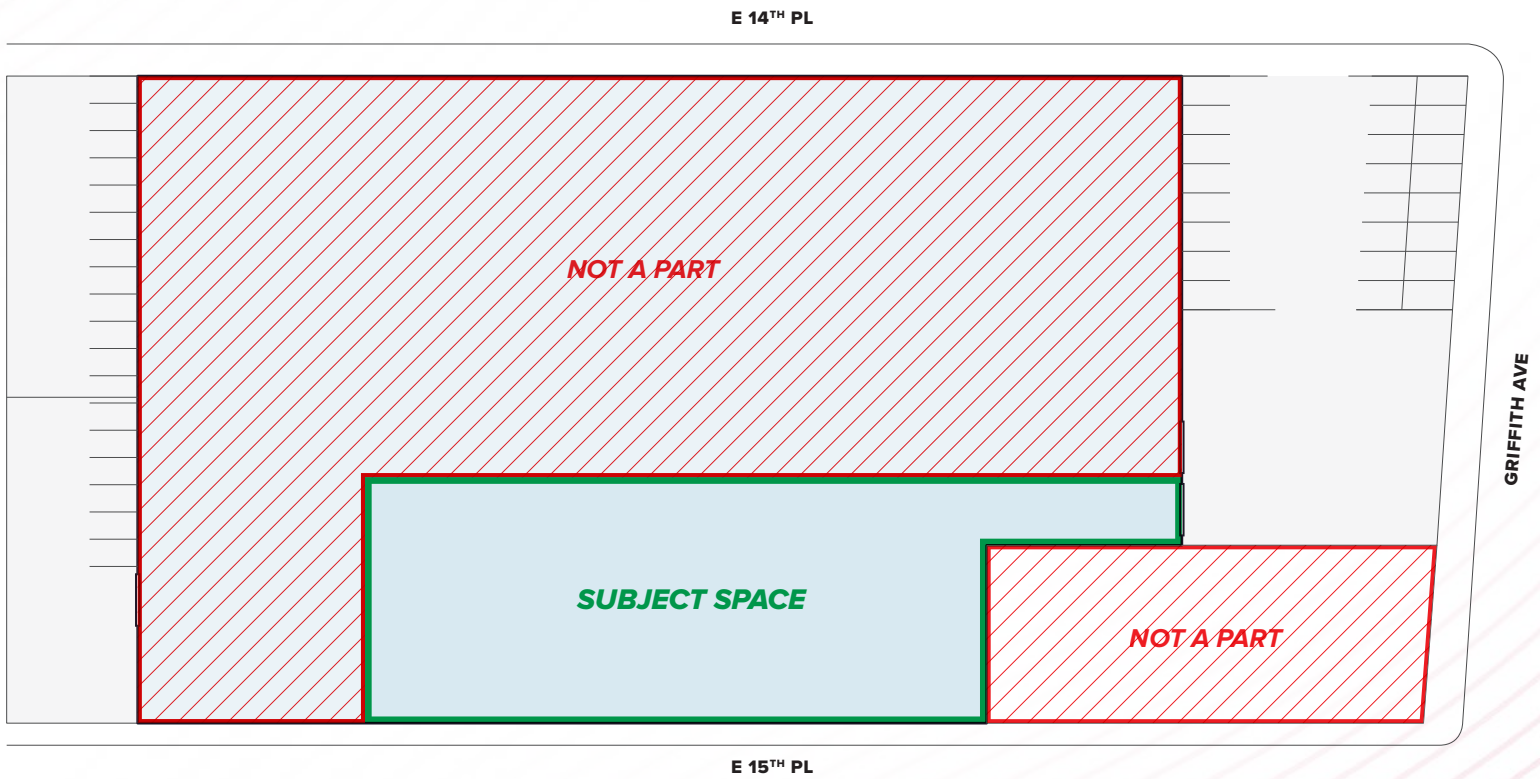 E 14TH PL
NOT A PART
GRIFFITH AVE
SUBJECT SPACE
NOT A PART
E 15TH PL